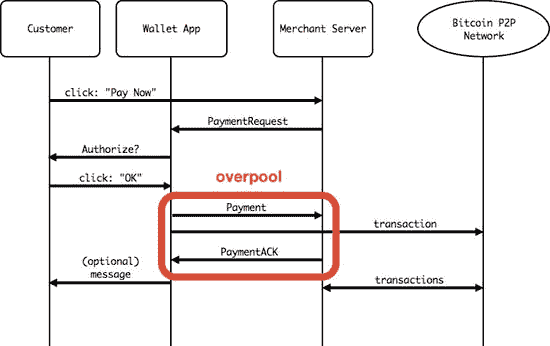 Customer
Wallet App
Merchant Server
Bitcoin P2P
Network
click: "Pay Now"
PaymentRequest
Authorize?
click: "OK"
overpool
Payment
transaction
PaymentACK
(optional)
message
transactions